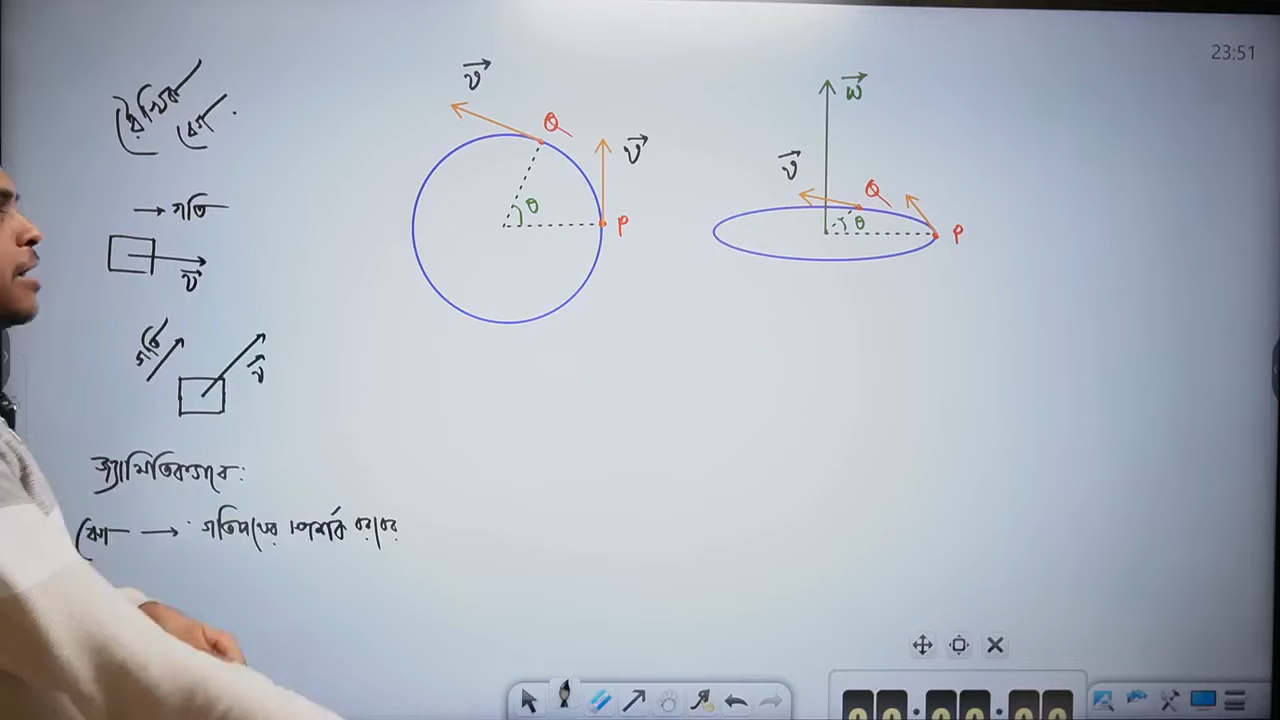 23:51
রৈখিক
বেগ
→ গতি
v⃗
গতি
v⃗
জ্যামিতিকভাবে:
→ গতিপথের স্পর্শক বরাবর
v⃗
Q
v⃗
θ
P
ω⃗
v⃗
Q
θ
P